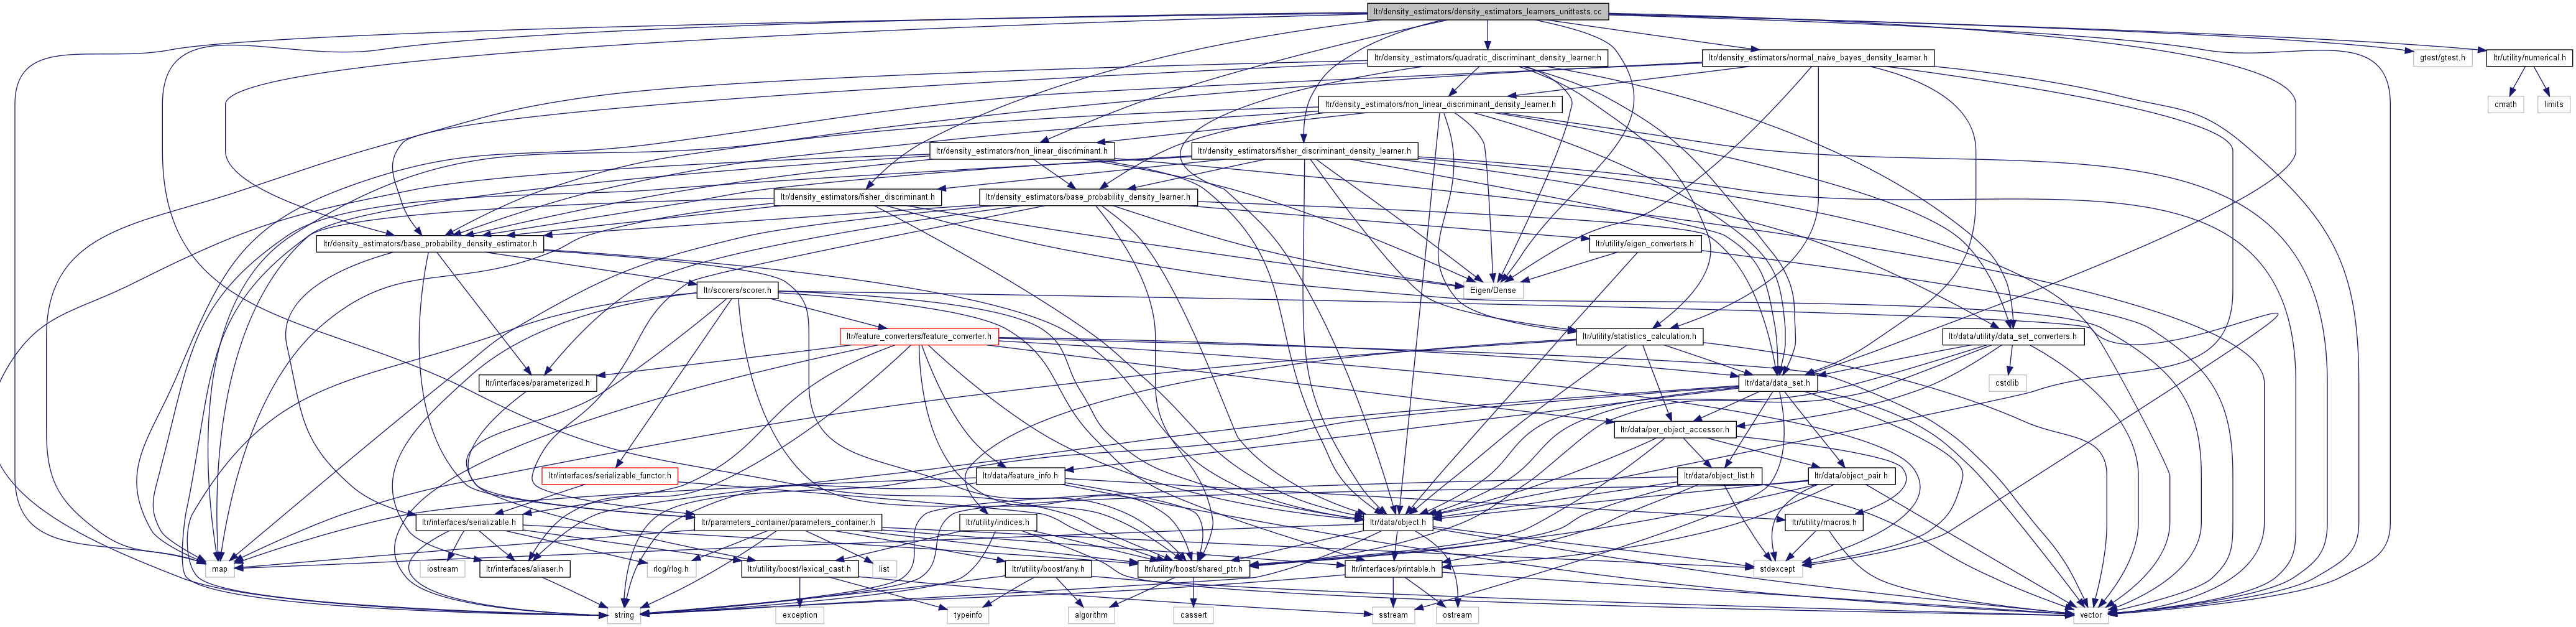 ltr/density_estimators/density_estimators_learners_unittests.cc
ltr/density_estimators/quadratic_discriminant_density_learner.h
ltr/density_estimators/normal_naive_bayes_density_learner.h
gtest/gtest.h
ltr/utility/numerical.h
ltr/density_estimators/non_linear_discriminant_density_learner.h
cmath
limits
ltr/density_estimators/non_linear_discriminant.h
ltr/density_estimators/fisher_discriminant_density_learner.h
ltr/density_estimators/fisher_discriminant.h
ltr/density_estimators/base_probability_density_learner.h
ltr/density_estimators/base_probability_density_estimator.h
ltr/utility/eigen_converters.h
ltr/scorers/scorer.h
Eigen/Dense
ltr/feature_converters/feature_converter.h
ltr/utility/statistics_calculation.h
ltr/data/utility/data_set_converters.h
ltr/interfaces/parameterized.h
ltr/data/data_set.h
cstdlib
ltr/data/per_object_accessor.h
ltr/interfaces/serializable_functor.h
ltr/data/feature_info.h
ltr/data/object_list.h
ltr/data/object_pair.h
ltr/interfaces/serializable.h
ltr/parameters_container/parameters_container.h
ltr/utility/indices.h
ltr/data/object.h
ltr/utility/macros.h
map
iostream
ltr/interfaces/aliaser.h
rlog/rlog.h
ltr/utility/boost/lexical_cast.h
list
ltr/utility/boost/any.h
ltr/utility/boost/shared_ptr.h
ltr/interfaces/printable.h
stdexcept
string
exception
typeinfo
algorithm
cassert
sstream
ostream
vector